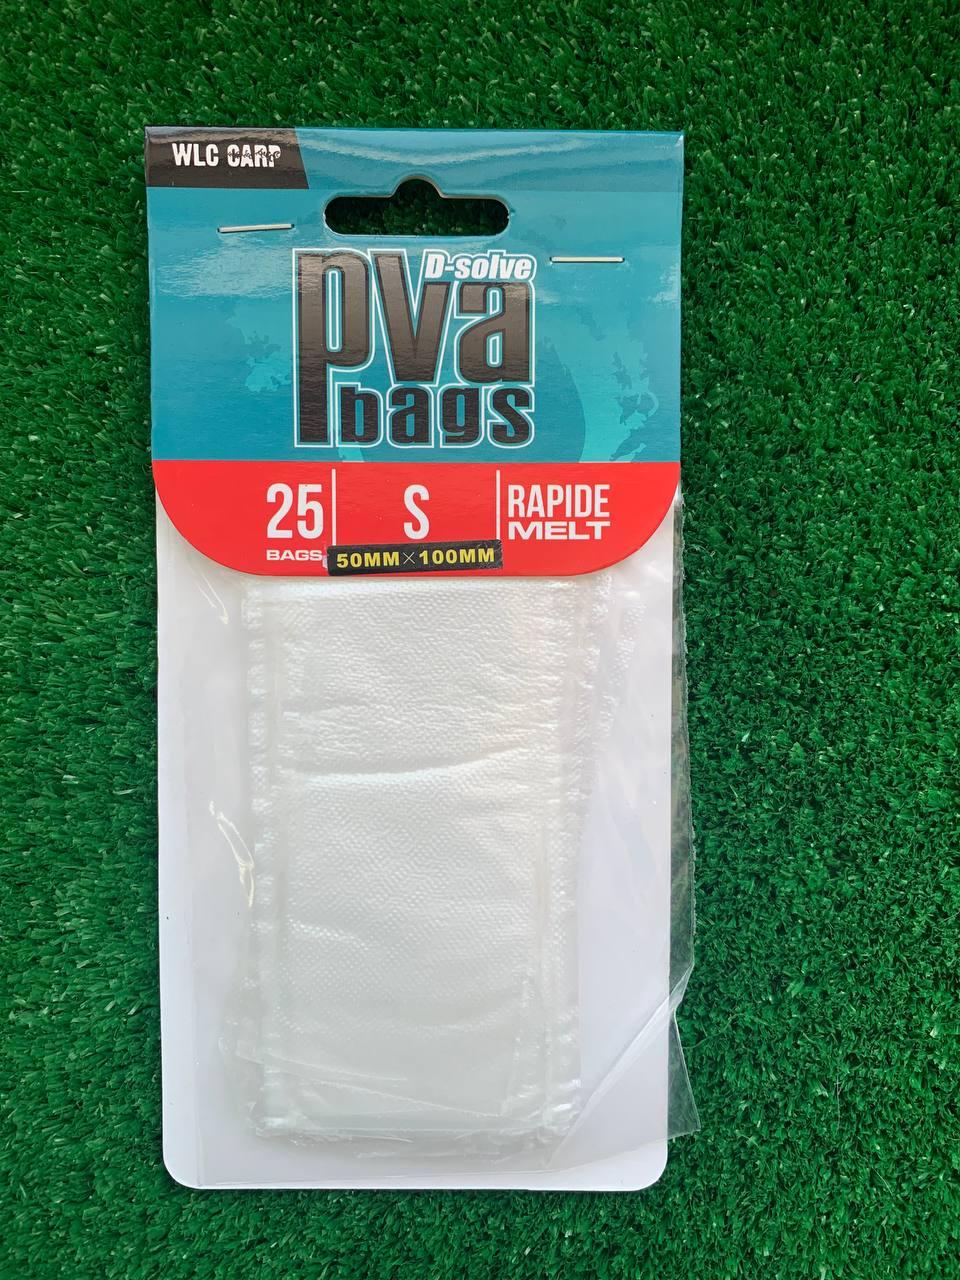 WLC CARP
D-solve
pva
bags
25
BAGS
S
50MM×100MM
RAPIDE
MELT